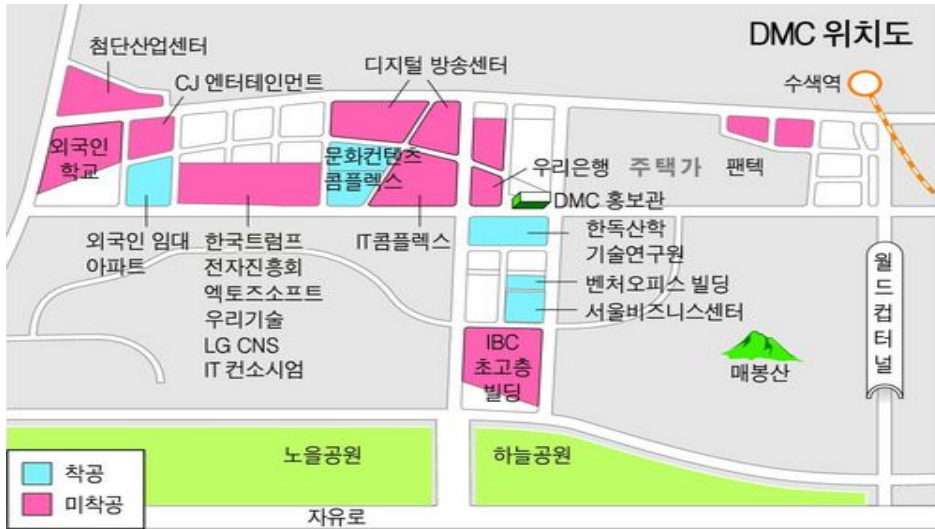 DMC 위치도
첨단산업센터
CJ 엔터테인먼트
디지털 방송센터
수색역
외국인
학교
문화컨텐츠
콤플렉스
우리은행
주택가
팬텍
DMC 홍보관
외국인 임대
아파트
한국트럼프
전자진흥회
엑토즈소프트
우리기술
LG CNS
IT 컨소시엄
IT콤플렉스
한독산학
기술연구원
벤처오피스 빌딩
서울비즈니스센터
월드컵터널
IBC
초고층
빌딩
매봉산
노을공원
하늘공원
착공
미착공
자유로